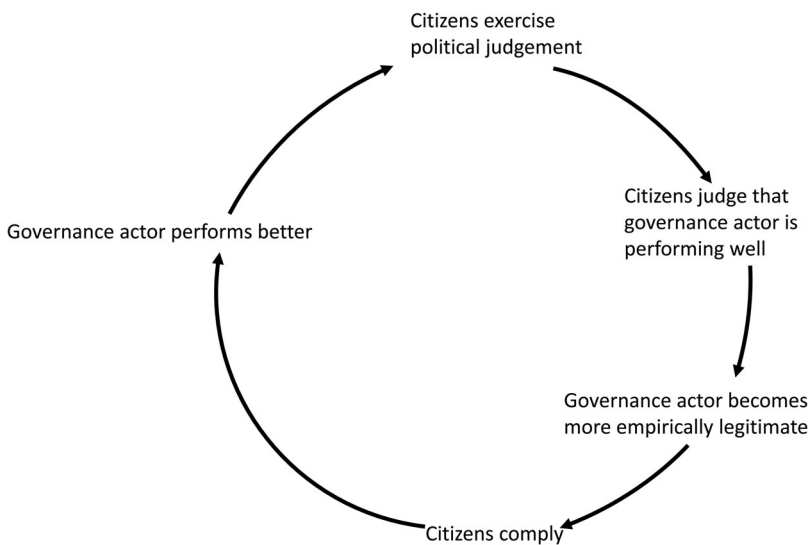 Citizens exercise
political judgement
Citizens judge that
governance actor is
performing well
Governance actor becomes
more empirically legitimate
Citizens comply
Governance actor performs better